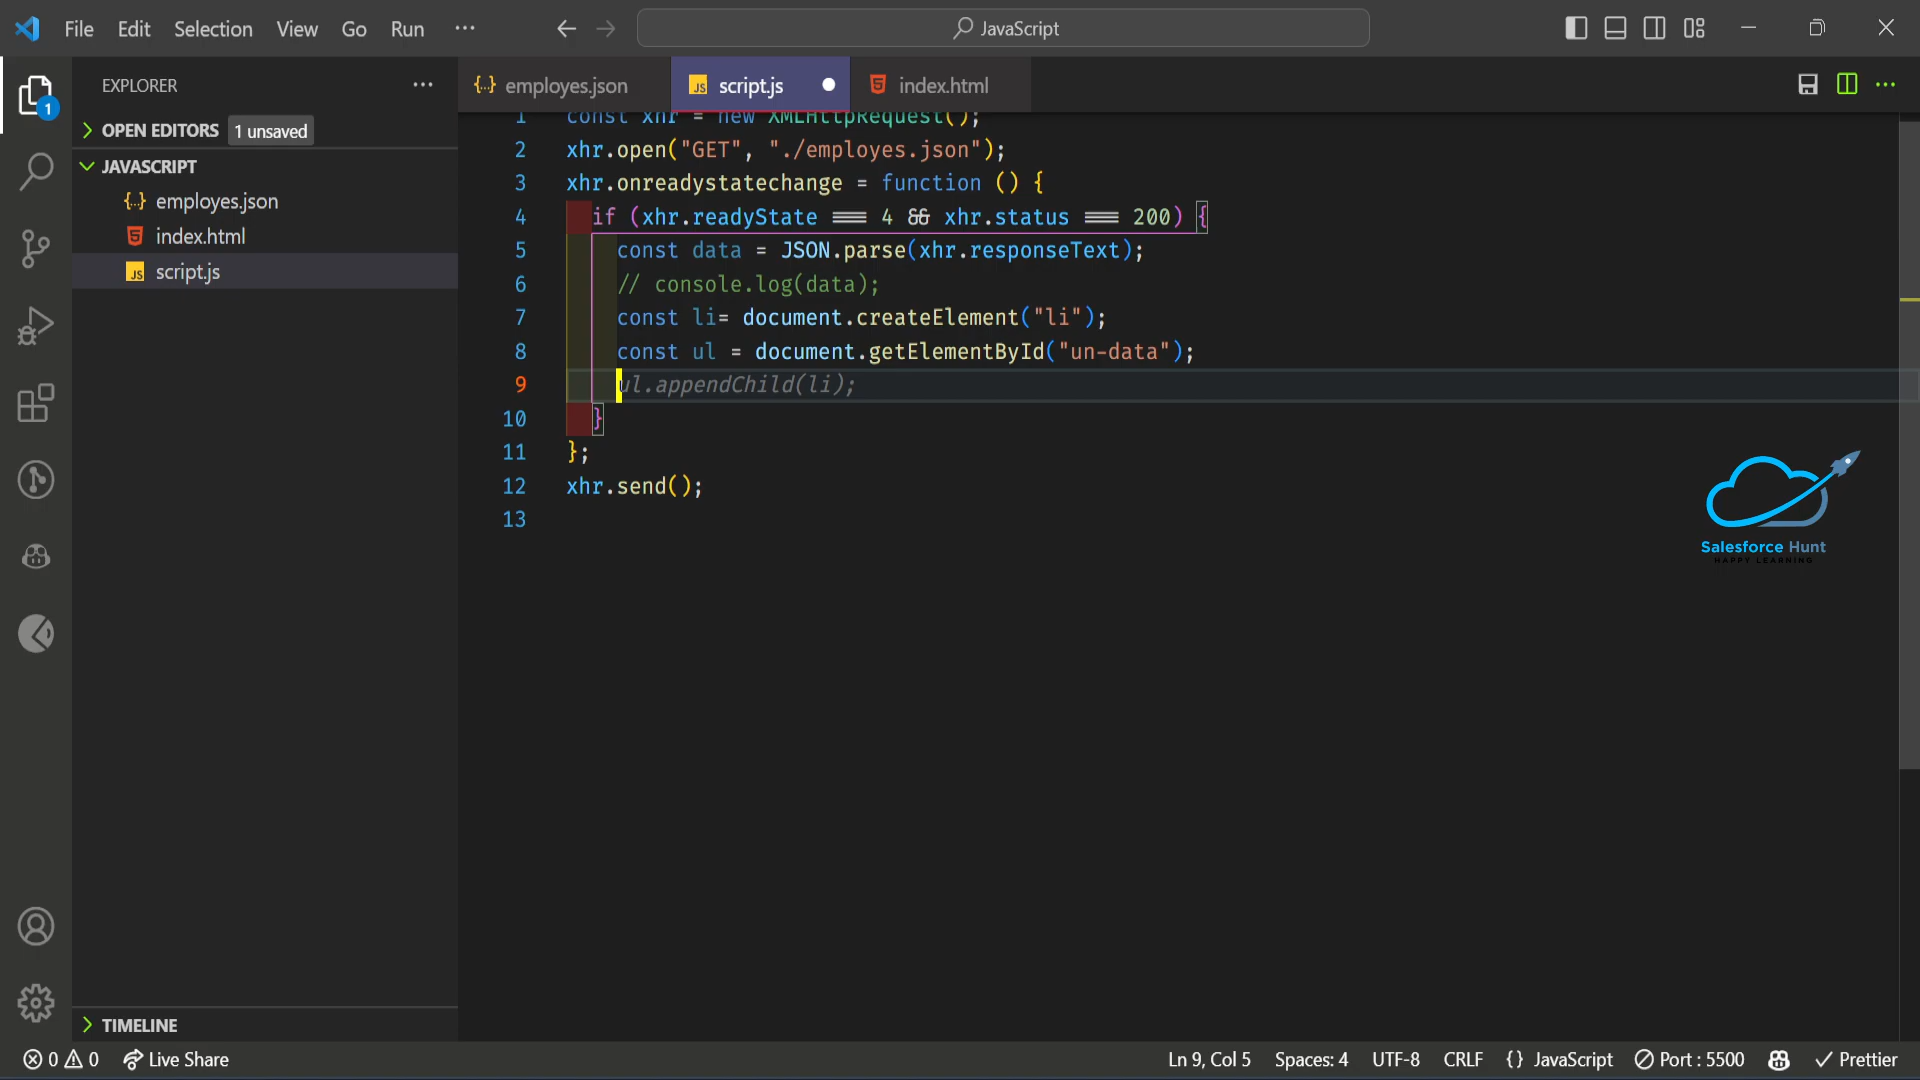 File Edit Selection View Go Run ··· JavaScript
EXPLORER ···
OPEN EDITORS 1 unsaved
JAVASCRIPT
{..} employes.json
index.html
JS script.js
TIMELINE
1
{..} employes.json
JS script.js
index.html
1 const xhr = new XMLHttpRequest();
2 xhr.open("GET", "./employes.json");
3 xhr.onreadystatechange = function () {
4 if (xhr.readyState === 4 && xhr.status === 200) {
5 const data = JSON.parse(xhr.responseText);
6 // console.log(data);
7 const li= document.createElement("li");
8 const ul = document.getElementById("un-data");
9 ul.appendChild(li);
10 }
11 };
12 xhr.send();
13
Salesforce Hunt
HAPPY LEARNING
0 0 Live Share Ln 9, Col 5 Spaces: 4 UTF-8 CRLF {} JavaScript Port : 5500 Prettier